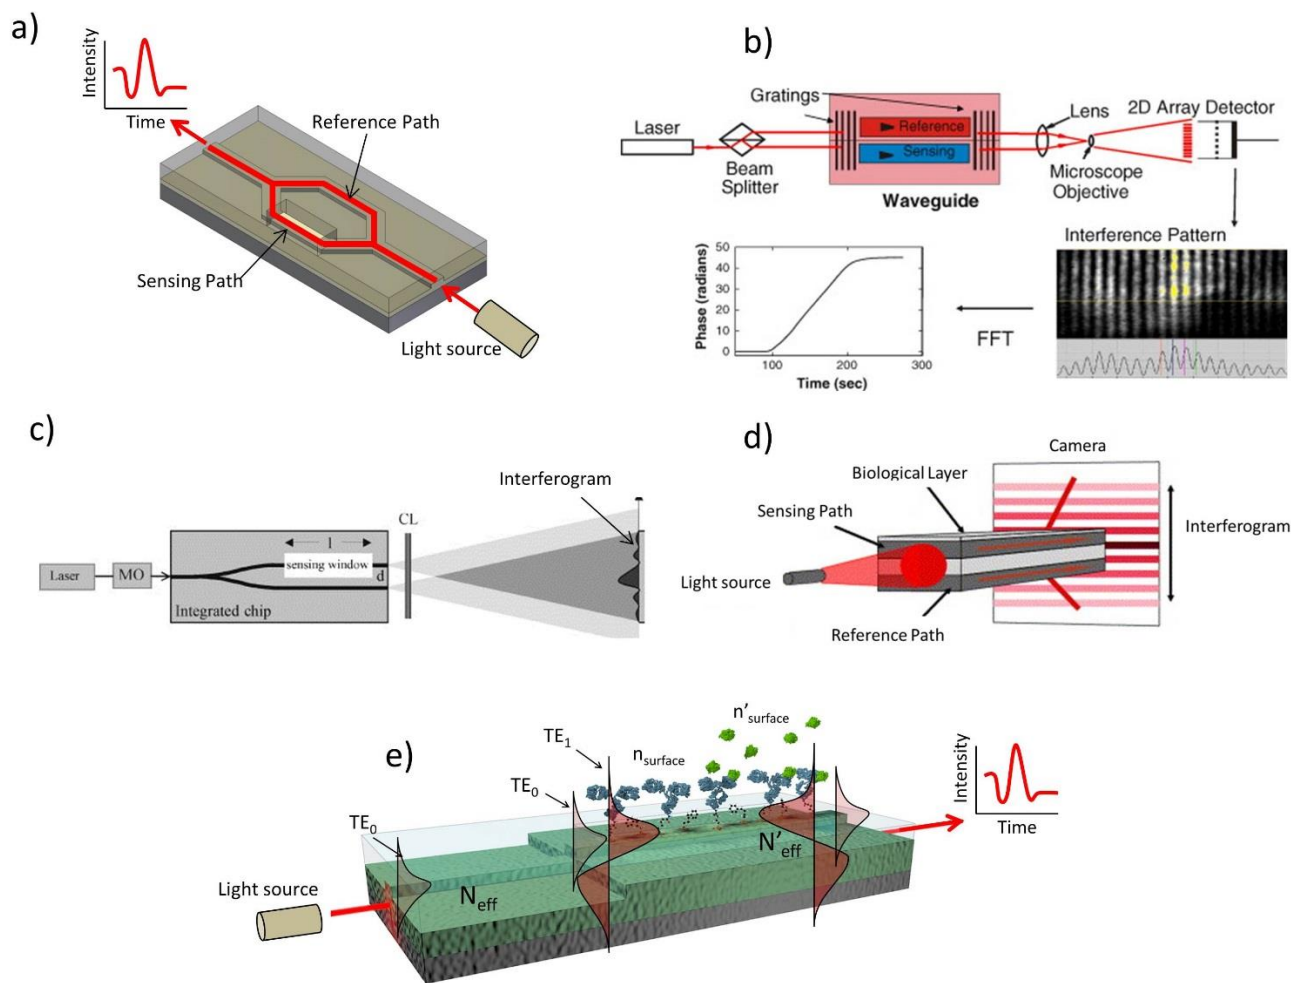 a)
Intensity
Time
Reference Path
Sensing Path
Light source
b)
Gratings
Laser
Beam
Splitter
Reference
Sensing
Waveguide
Lens
2D Array Detector
Microscope
Objective
Interference Pattern
FFT
Phase (radians)
50
40
30
20
10
0
100
200
300
Time (sec)
c)
Interferogram
CL
l
sensing window
d
Laser
MO
Integrated chip
d)
Camera
Biological Layer
Sensing Path
Interferogram
Light source
Reference Path
e)
n'surface
TE1
nsurface
TE0
TE0
N'eff
Neff
Light source
Intensity
Time